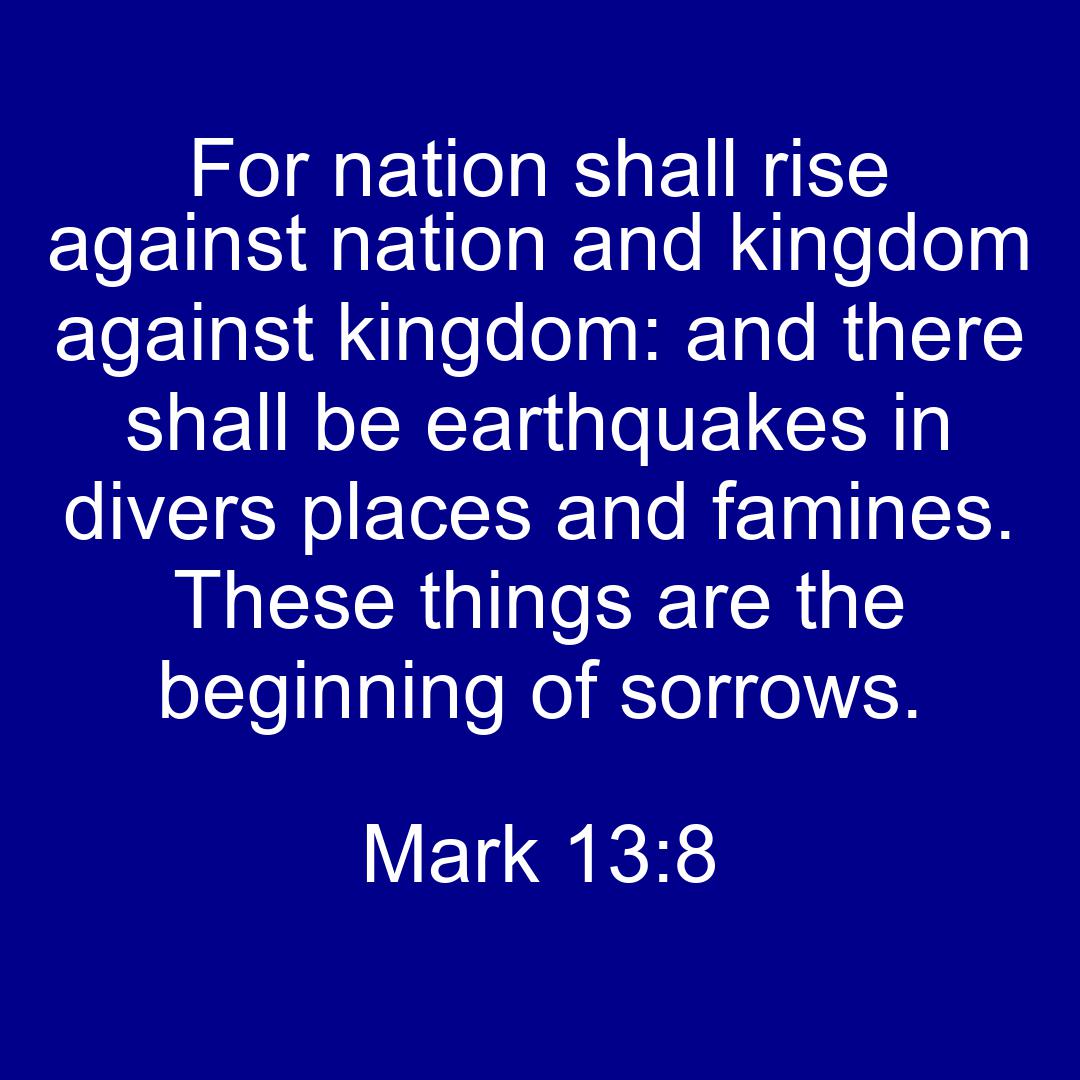 For nation shall rise
against nation and kingdom
against kingdom: and there
shall be earthquakes in
divers places and famines.
These things are the
beginning of sorrows.
Mark 13:8